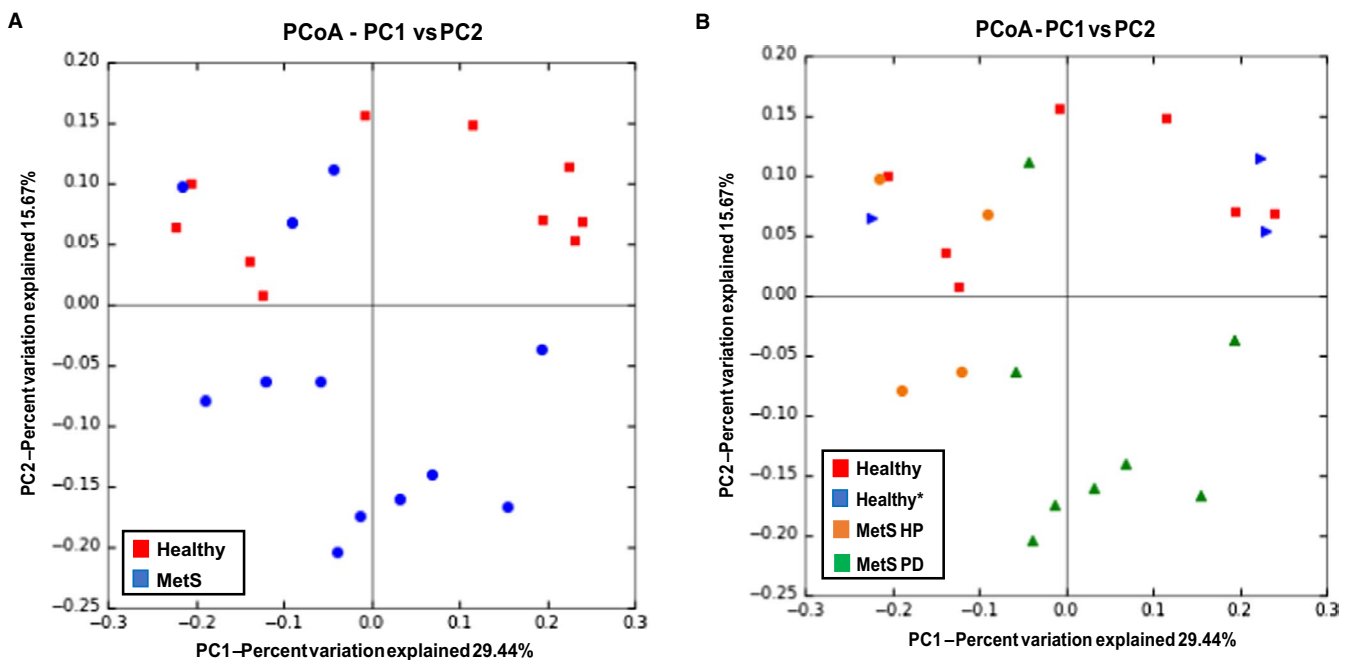 A
PCoA - PC1 vs PC2
0.20
0.15
0.10
0.05
0.00
−0.05
−0.10
−0.15
−0.20
−0.25
−0.3
−0.2
−0.1
0.0
0.1
0.2
0.3
PC2–Percent variation explained 15.67%
PC1–Percent variation explained 29.44%
Healthy
MetS
B
PCoA - PC1 vs PC2
0.20
0.15
0.10
0.05
0.00
−0.05
−0.10
−0.15
−0.20
−0.25
−0.3
−0.2
−0.1
0.0
0.1
0.2
0.3
PC2–Percent variation explained 15.67%
PC1–Percent variation explained 29.44%
Healthy
Healthy*
MetS HP
MetS PD